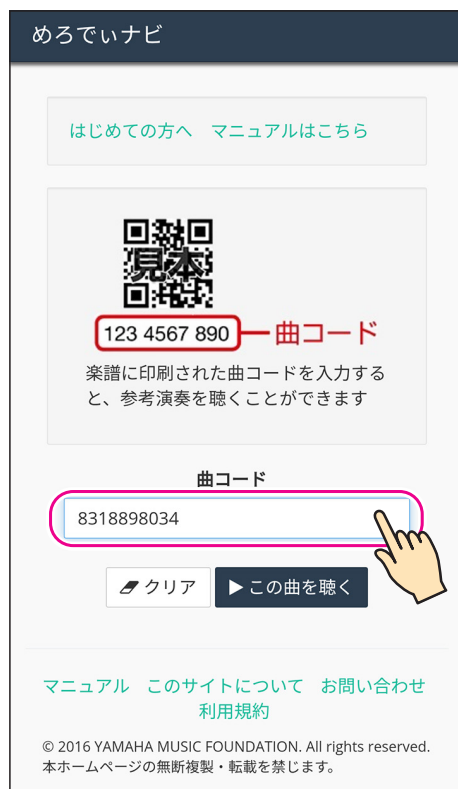 めろでぃナビ
はじめての方へ マニュアルはこちら
見本
123 4567 890 曲コード
楽譜に印刷された曲コードを入力する
と、参考演奏を聴くことができます
曲コード
8318898034
クリア ▶この曲を聴く
マニュアル このサイトについて お問い合わせ
利用規約
© 2016 YAMAHA MUSIC FOUNDATION. All rights reserved.
本ホームページの無断複製・転載を禁じます。